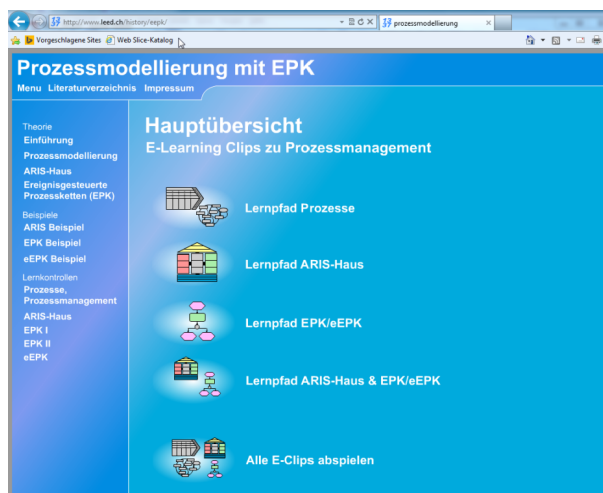 http://www.leed.ch/history/eepk/
prozessmodellierung
Vorgeschlagene Sites Web Slice-Katalog
Prozessmodellierung mit EPK
Menu Literaturverzeichnis Impressum
Hauptübersicht
E-Learning Clips zu Prozessmanagement
Theorie
Einführung
Prozessmodellierung
ARIS-Haus
Ereignisgesteuerte
Prozessketten (EPK)
Beispiele
ARIS Beispiel
EPK Beispiel
eEPK Beispiel
Lernkontrollen
Prozesse,
Prozessmanagement
ARIS-Haus
EPK I
EPK II
eEPK
Lernpfad Prozesse
Lernpfad ARIS-Haus
Lernpfad EPK/eEPK
Lernpfad ARIS-Haus & EPK/eEPK
Alle E-Clips abspielen